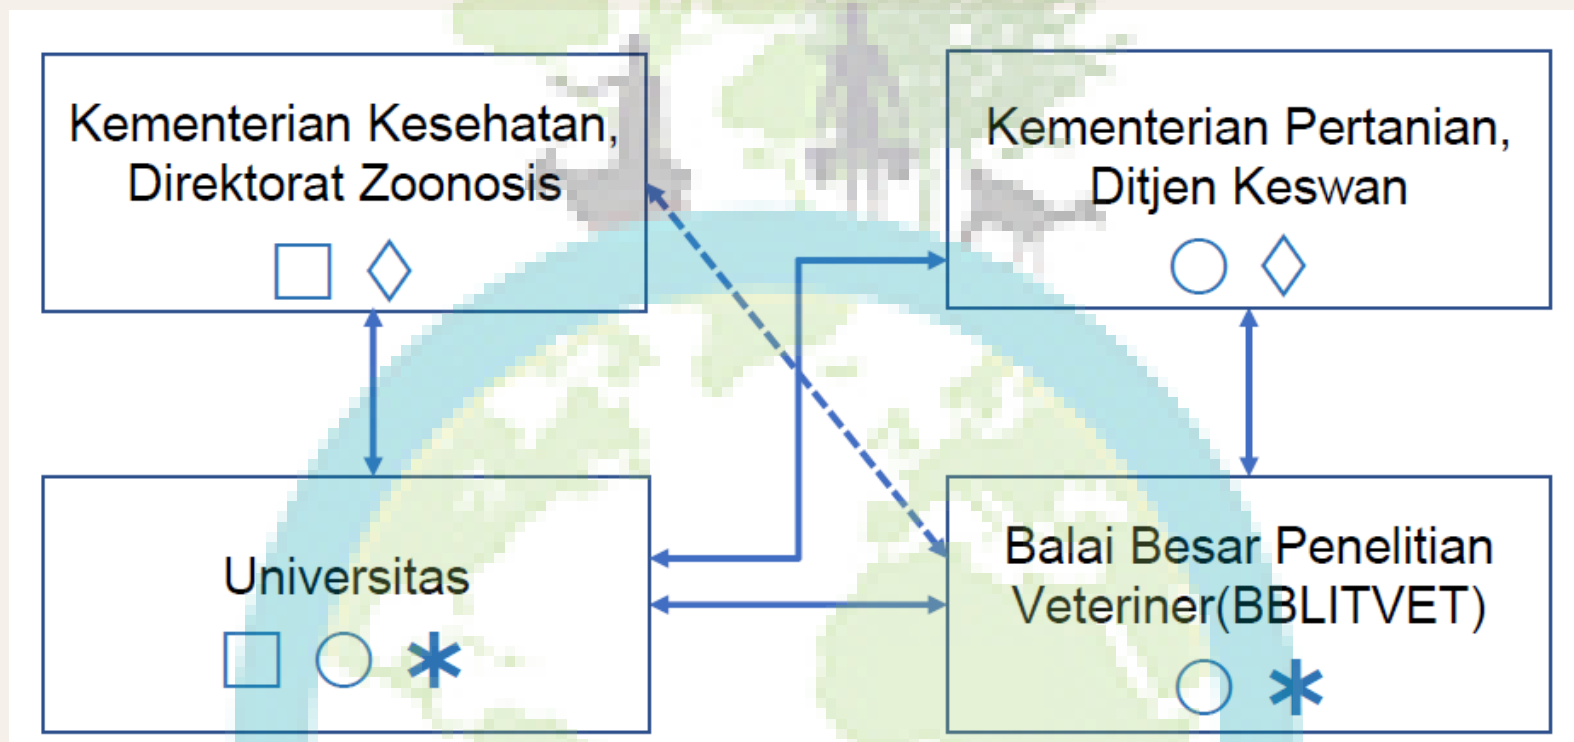 Kementerian Kesehatan,
Direktorat Zoonosis
Kementerian Pertanian,
Ditjen Keswan
Universitas
Balai Besar Penelitian
Veteriner(BBLITVET)